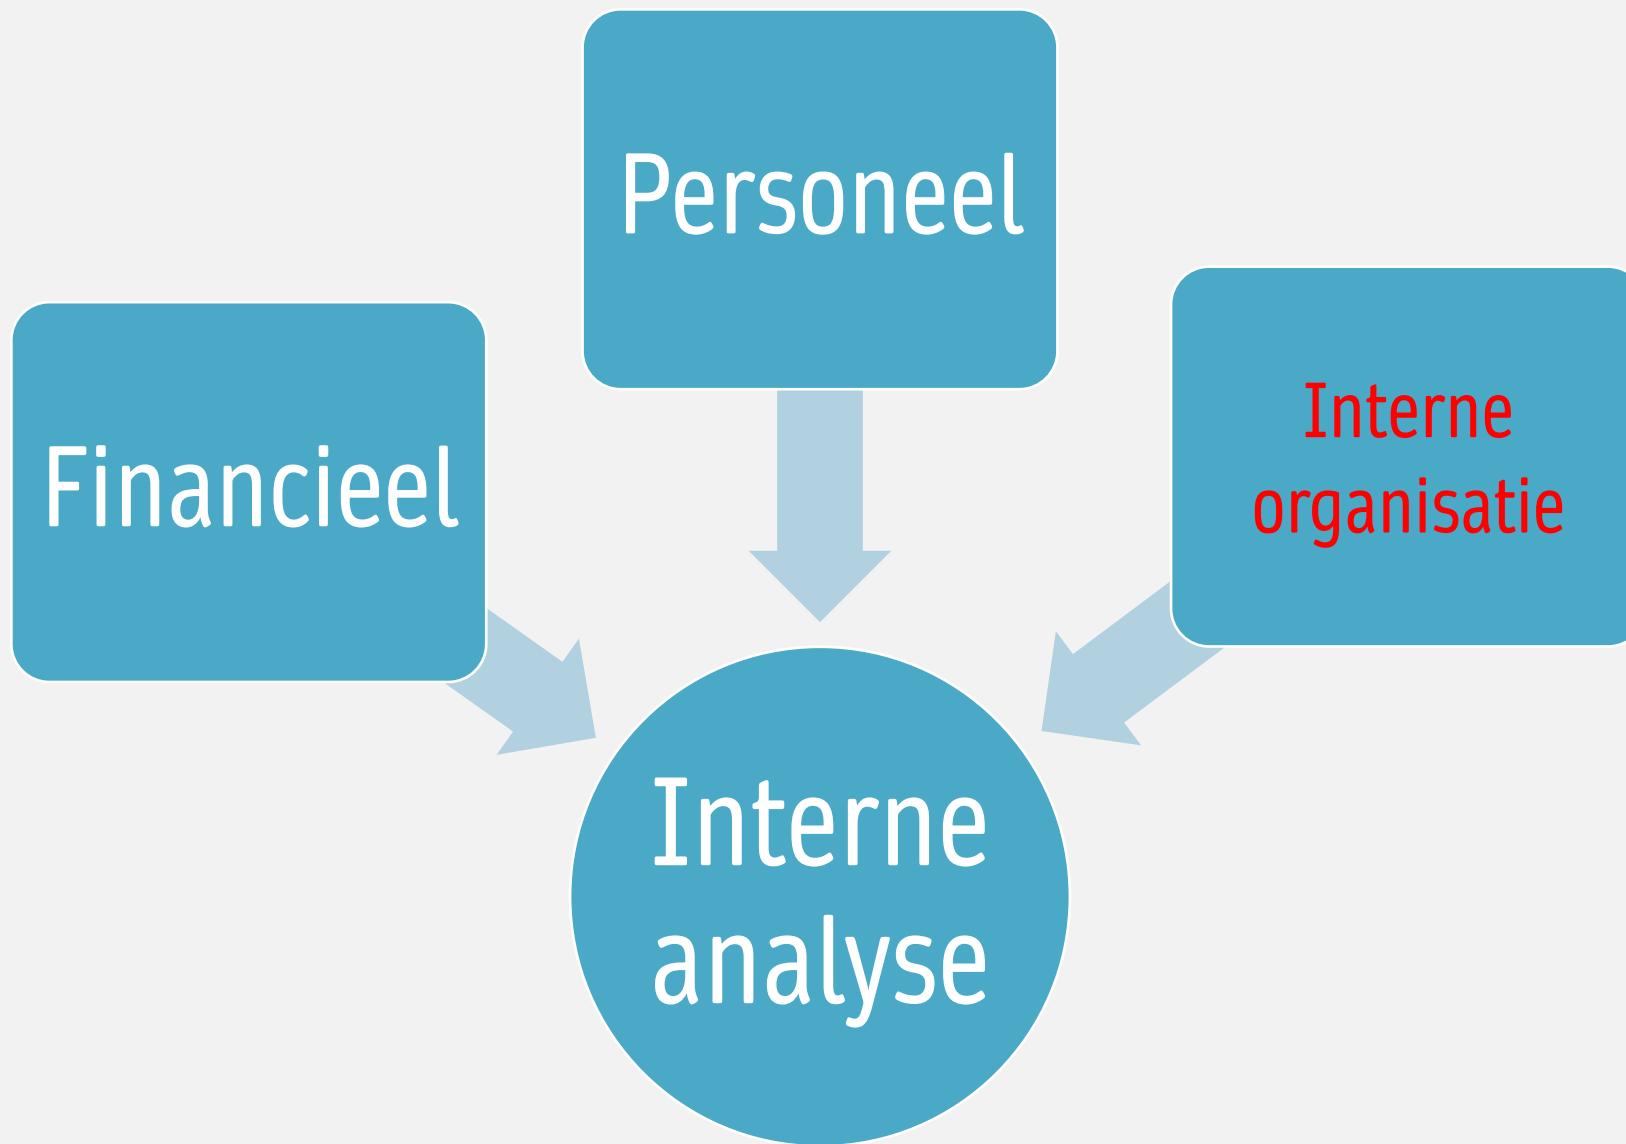 Personeel
Financieel
Interne
organisatie
Interne
analyse